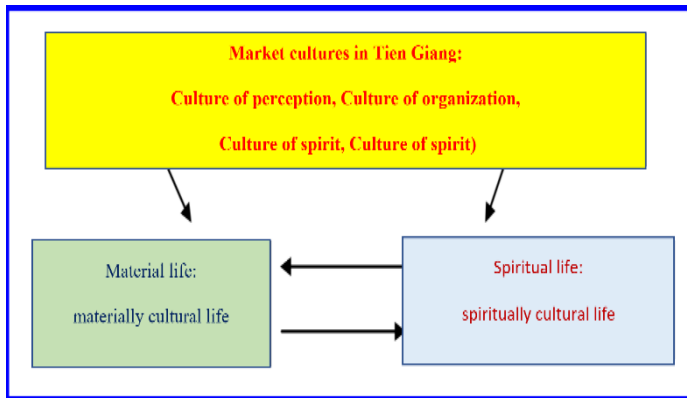 Market cultures in Tien Giang:
Culture of perception, Culture of organization,
Culture of spirit, Culture of spirit)
Material life:
materially cultural life
Spiritual life:
spiritually cultural life